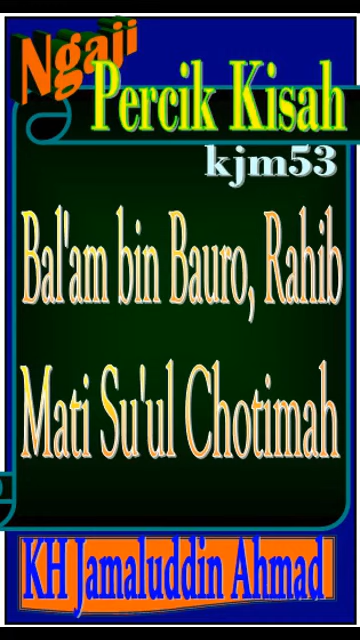 Ngaji
Percik Kisah
kjm53
Bal'am bin Bauro, Rahib
Mati Su'ul Chotimah
KH Jamaluddin Ahmad